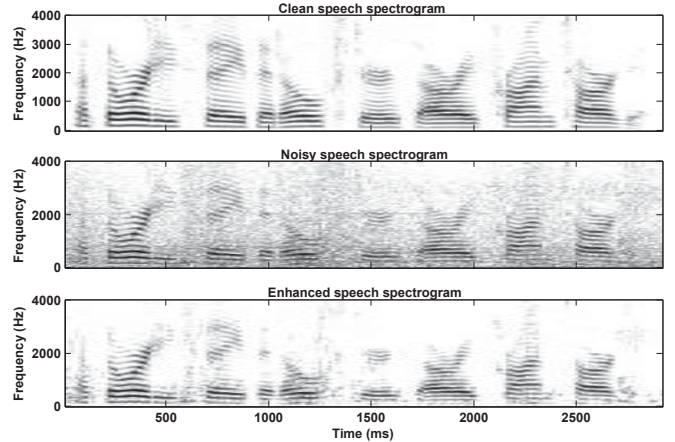 Clean speech spectrogram
4000
3000
2000
1000
0
Frequency (Hz)
Noisy speech spectrogram
4000
2000
0
Frequency (Hz)
Enhanced speech spectrogram
4000
2000
0
Frequency (Hz)
500 1000 1500 2000 2500
Time (ms)